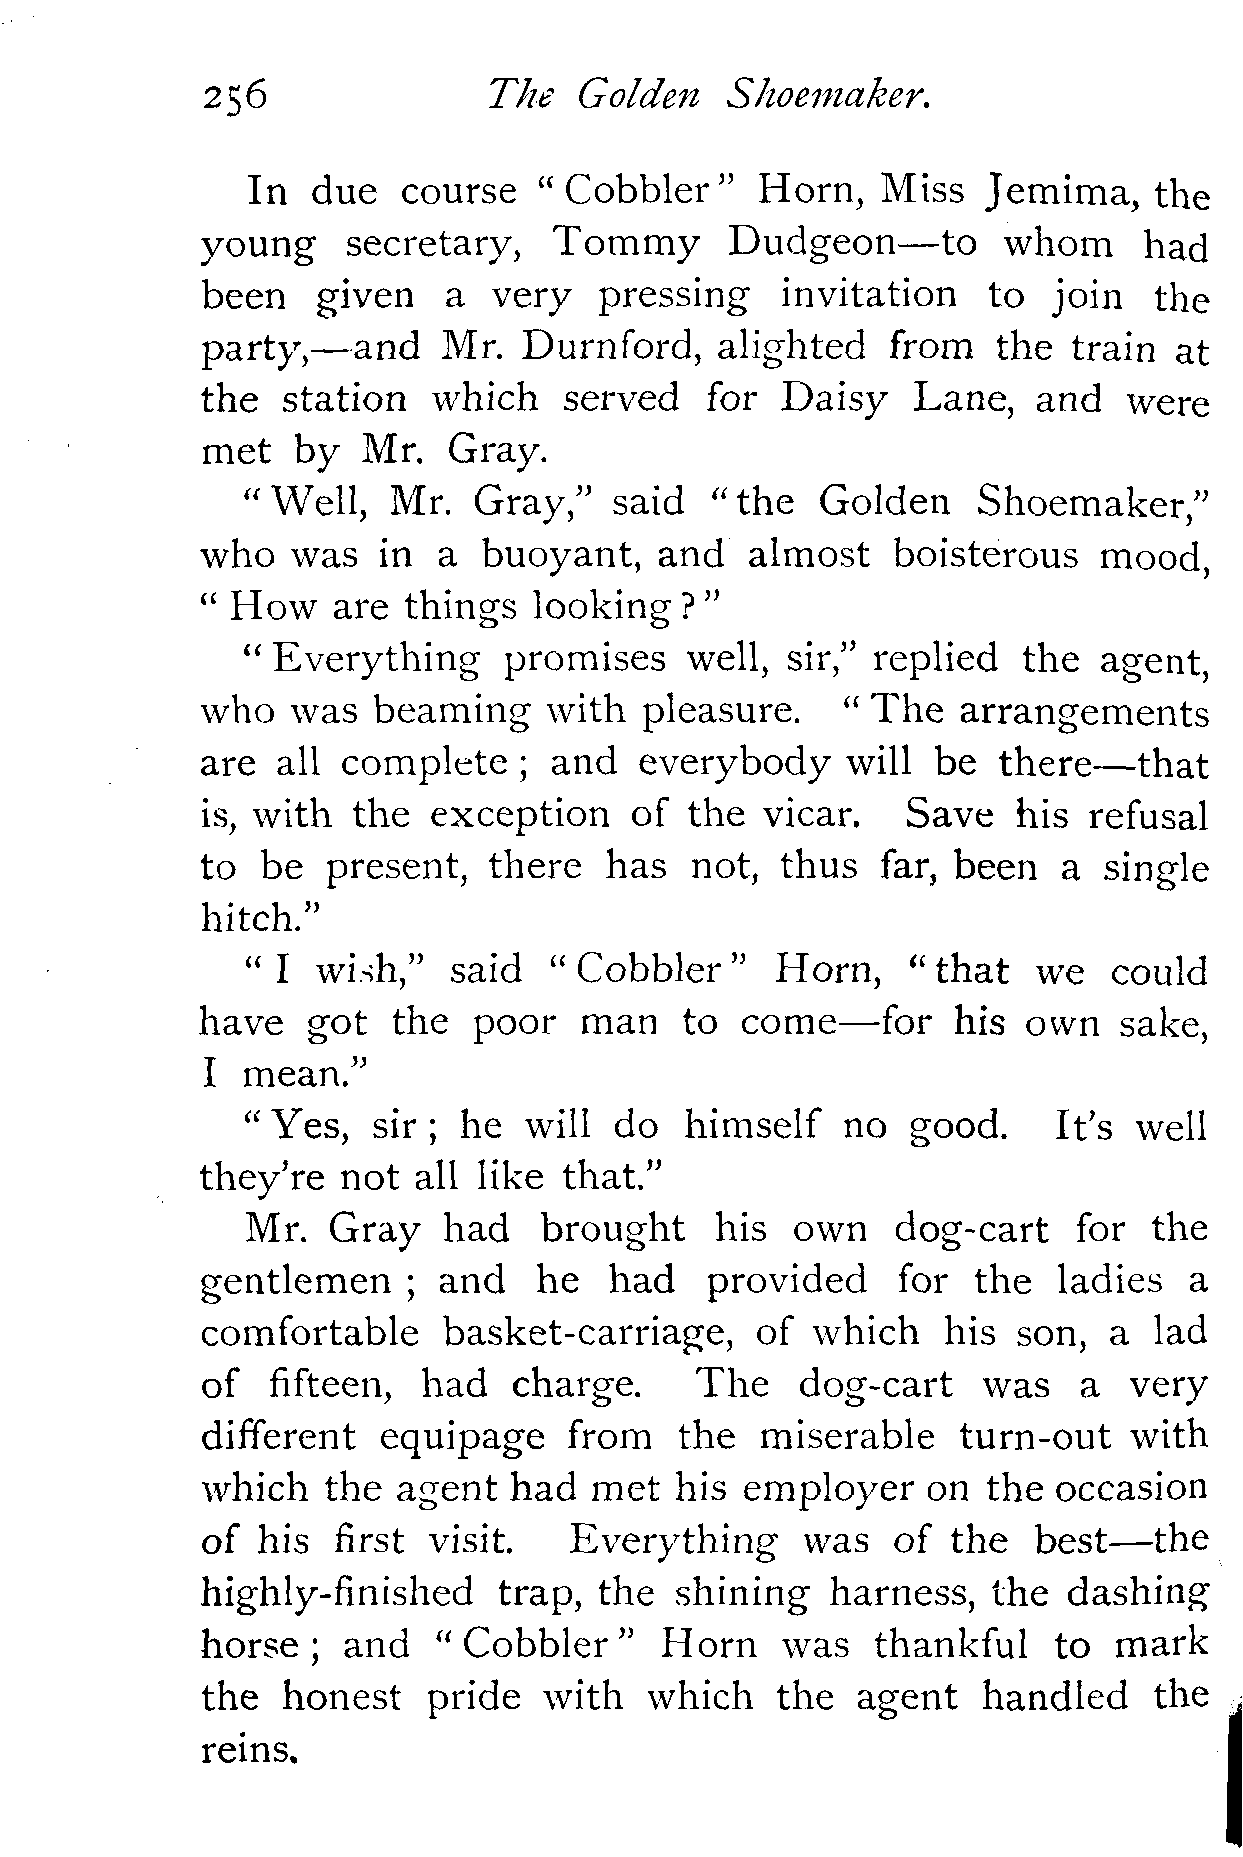 256 The Golden Shoemaker.
In due course " Cobbler " Horn, Miss Jemima, the
young secretary, Tommy Dudgeon—to whom had
been given a very pressing invitation to join the
party,—and Mr. Durnford, alighted from the train at
the station which served for Daisy Lane, and were
met by Mr. Gray.
" Well, Mr. Gray," said "the Golden Shoemaker,"
who was in a buoyant, and almost boisterous mood,
" How are things looking ? "
" Everything promises well, sir," replied the agent,
who was beaming with pleasure. " The arrangements
are all complete ; and everybody will be there—that
is, with the exception of the vicar. Save his refusal
to be present, there has not, thus far, been a single
hitch."
" I wish," said " Cobbler " Horn, " that we could
have got the poor man to come—for his own sake,
I mean."
" Yes, sir ; he will do himself no good. It's well
they're not all like that."
Mr. Gray had brought his own dog-cart for the
gentlemen ; and he had provided for the ladies a
comfortable basket-carriage, of which his son, a lad
of fifteen, had charge. The dog-cart was a very
different equipage from the miserable turn-out with
which the agent had met his employer on the occasion
of his first visit. Everything was of the best—the
highly-finished trap, the shining harness, the dashing
horse ; and " Cobbler " Horn was thankful to mark
the honest pride with which the agent handled the
reins.